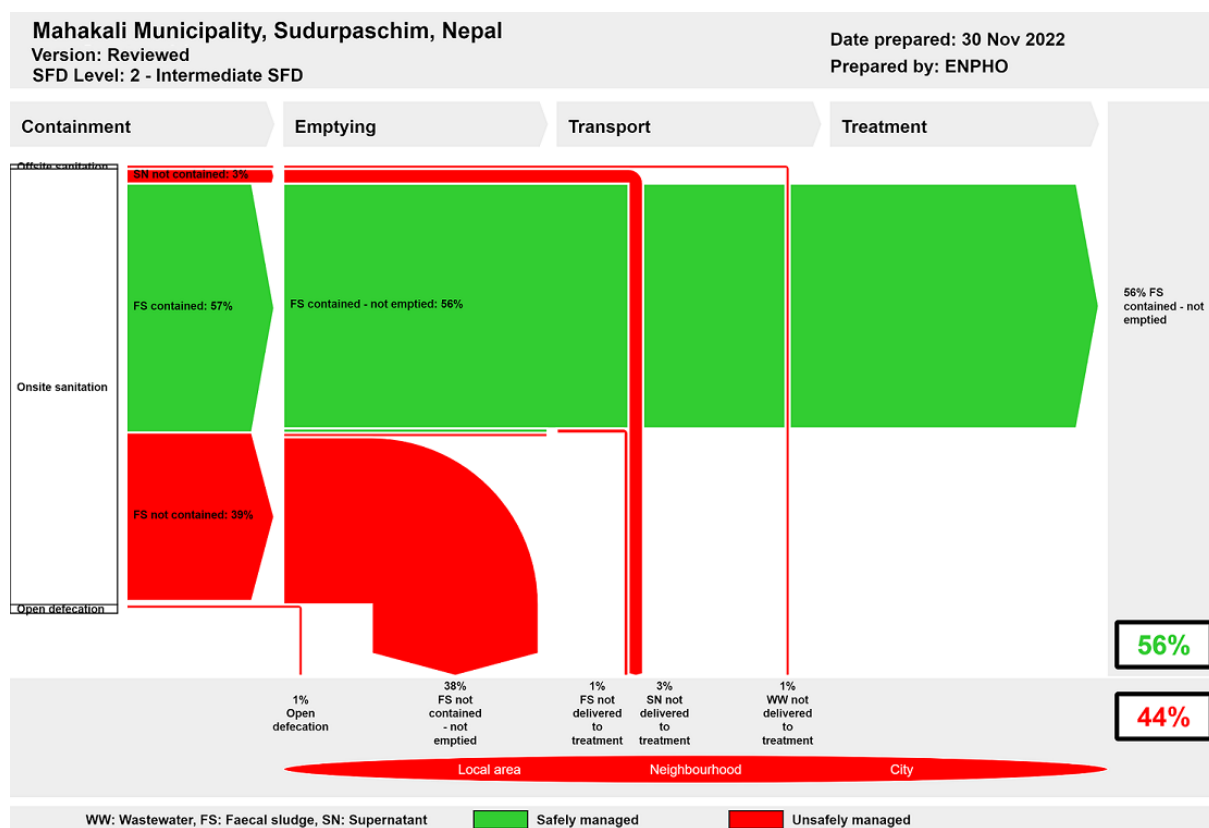 Mahakali Municipality, Sudurpaschim, Nepal
Version: Reviewed
SFD Level: 2 - Intermediate SFD
Date prepared: 30 Nov 2022
Prepared by: ENPHO
Containment
Emptying
Transport
Treatment
Offsite sanitation
SN not contained: 3%
FS contained: 57%
FS contained - not emptied: 56%
56% FS
contained - not
emptied
Onsite sanitation
FS not contained: 39%
Open defecation
56%
44%
1%
Open
defecation
38%
FS not
contained
- not
emptied
1%
FS not
delivered
to
treatment
3%
SN not
delivered
to
treatment
1%
WW not
delivered
to
treatment
Local area
Neighbourhood
City
WW: Wastewater, FS: Faecal sludge, SN: Supernatant
Safely managed
Unsafely managed